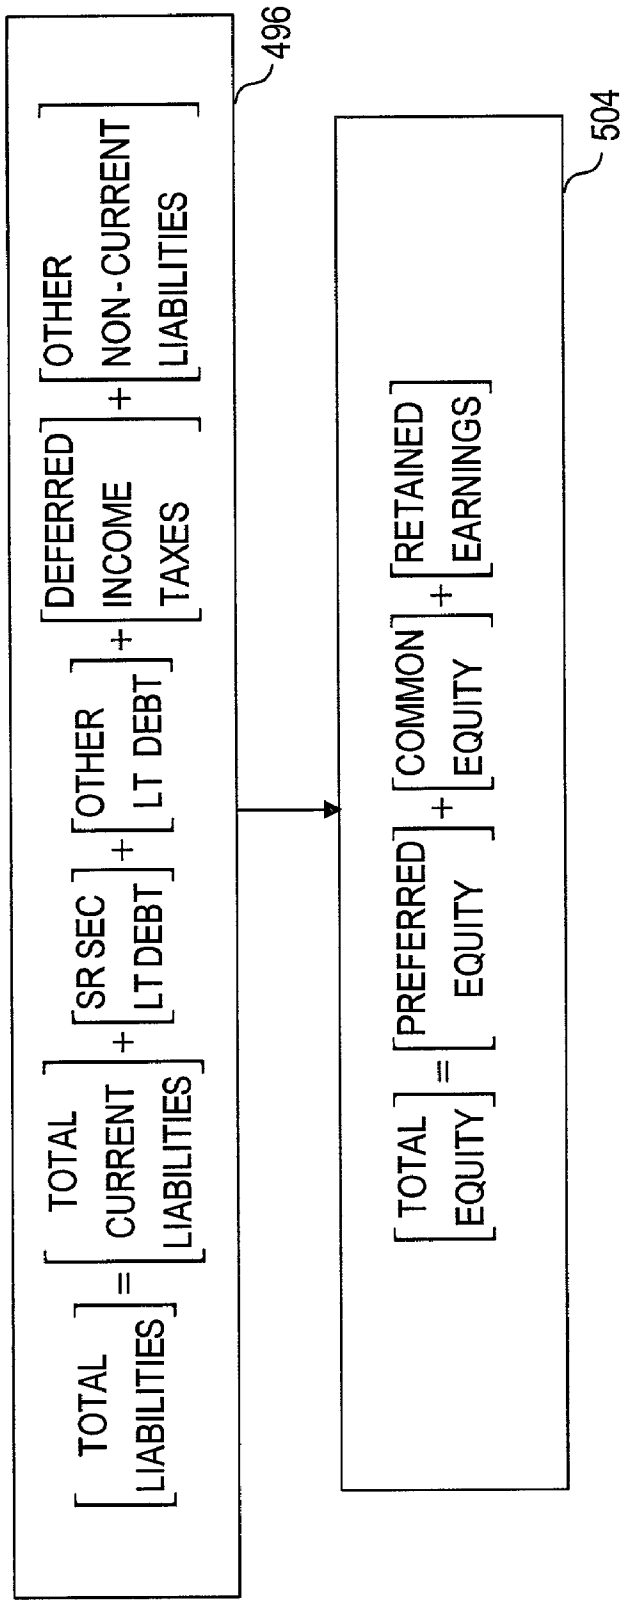 [TOTAL LIABILITIES] = [TOTAL CURRENT LIABILITIES] + [SR SEC LT DEBT] + [OTHER LT DEBT] + [DEFERRED INCOME TAXES] + [OTHER NON-CURRENT LIABILITIES]
496
[TOTAL EQUITY] = [PREFERRED EQUITY] + [COMMON EQUITY] + [RETAINED EARNINGS]
504